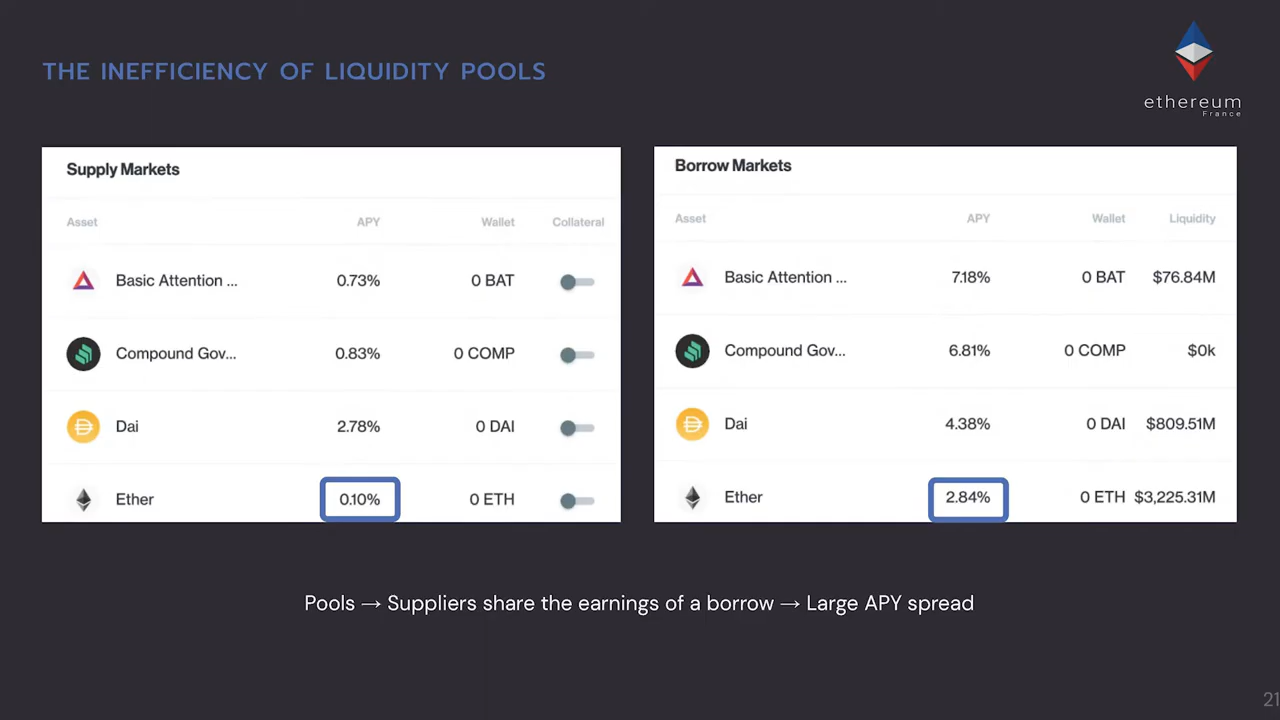 THE INEFFICIENCY OF LIQUIDITY POOLS
ethereum
France
Supply Markets
Asset APY Wallet Collateral
Basic Attention ... 0.73% 0 BAT
Compound Gov... 0.83% 0 COMP
Dai 2.78% 0 DAI
Ether 0.10% 0 ETH
Borrow Markets
Asset APY Wallet Liquidity
Basic Attention ... 7.18% 0 BAT $76.84M
Compound Gov... 6.81% 0 COMP $0k
Dai 4.38% 0 DAI $809.51M
Ether 2.84% 0 ETH $3,225.31M
Pools → Suppliers share the earnings of a borrow → Large APY spread
21